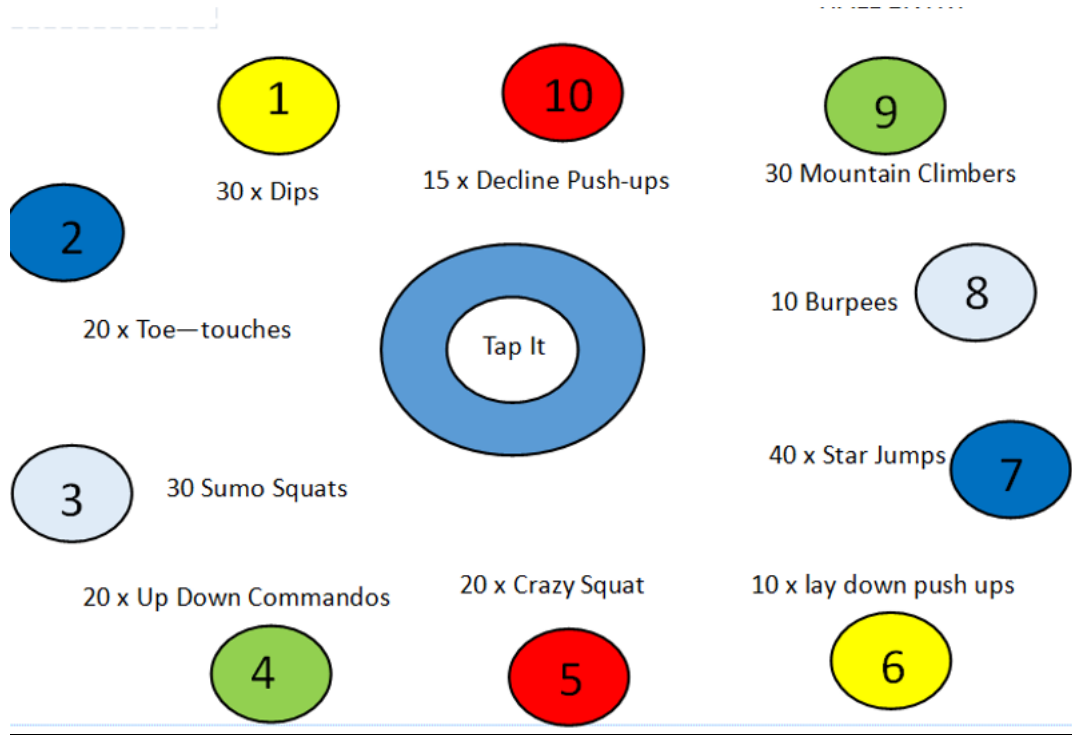 1
10
9
30 x Dips
15 x Decline Push-ups
30 Mountain Climbers
2
20 x Toe—touches
Tap It
10 Burpees
8
3
30 Sumo Squats
40 x Star Jumps
7
20 x Up Down Commandos
20 x Crazy Squat
10 x lay down push ups
4
5
6